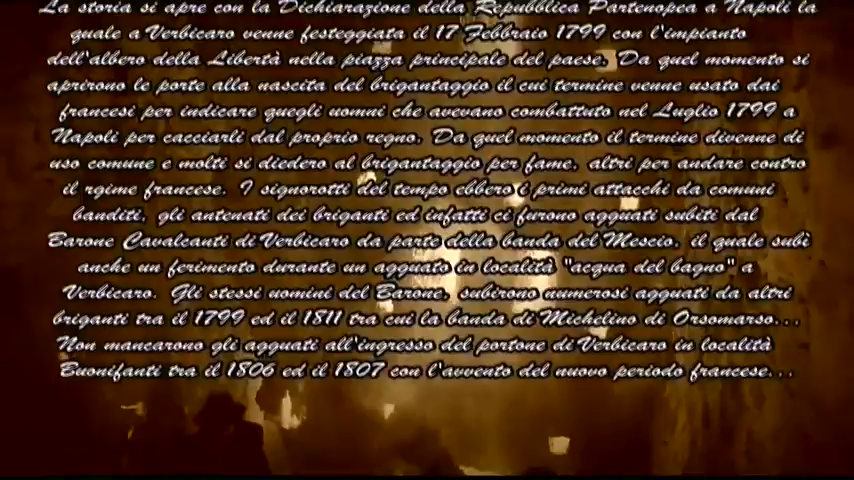 La storia si apre con la Dichiarazione della Repubblica Partenopea a Napoli la
quale a Verbicaro venne festeggiata il 17 Febbraio 1799 con l'impianto
dell'albero della Libertà nella piazza principale del paese. Da quel momento si
aprirono le porte alla nascita del brigantaggio il cui termine venne usato dai
francesi per indicare quegli uomni che avevano combattuto nel Luglio 1799 a
Napoli per cacciarli dal proprio regno. Da quel momento il termine divenne di
uso comune e molti si diedero al brigantaggio per fame, altri per andare contro
il rgime francese. I signorotti del tempo ebbero i primi attacchi da comuni
banditi, gli antenati dei briganti ed infatti ci furono agguati subiti dal
Barone Cavalcanti di Verbicaro da parte della banda del Mescio, il quale subì
anche un ferimento durante un agguato in località "acqua del bagno" a
Verbicaro. Gli stessi uomini del Barone, subirono numerosi agguati da altri
briganti tra il 1799 ed il 1811 tra cui la banda di Michelino di Orsomarso...
Non mancarono gli agguati all'ingresso del portone di Verbicaro in località
Buonifanti tra il 1806 ed il 1807 con l'avvento del nuovo periodo francese...